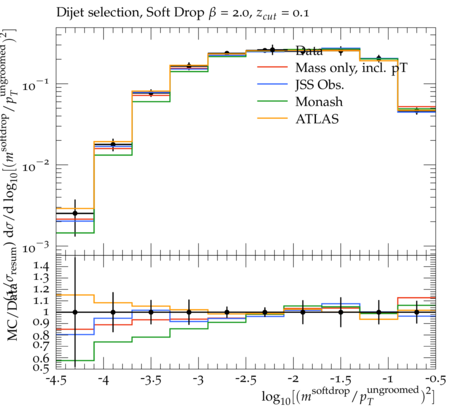 Dijet selection, Soft Drop β = 2.0, z_cut = 0.1
(1/σ_resum) dσ/d log₁₀[(m^softdrop/p_T^ungroomed)²]
10⁻¹
10⁻²
10⁻³
Data
Mass only, incl. pT
JSS Obs.
Monash
ATLAS
MC/Data
1.4
1.3
1.2
1.1
1
0.9
0.8
0.7
0.6
0.5
-4.5 -4 -3.5 -3 -2.5 -2 -1.5 -1 -0.5
log₁₀[(m^softdrop/p_T^ungroomed)²]